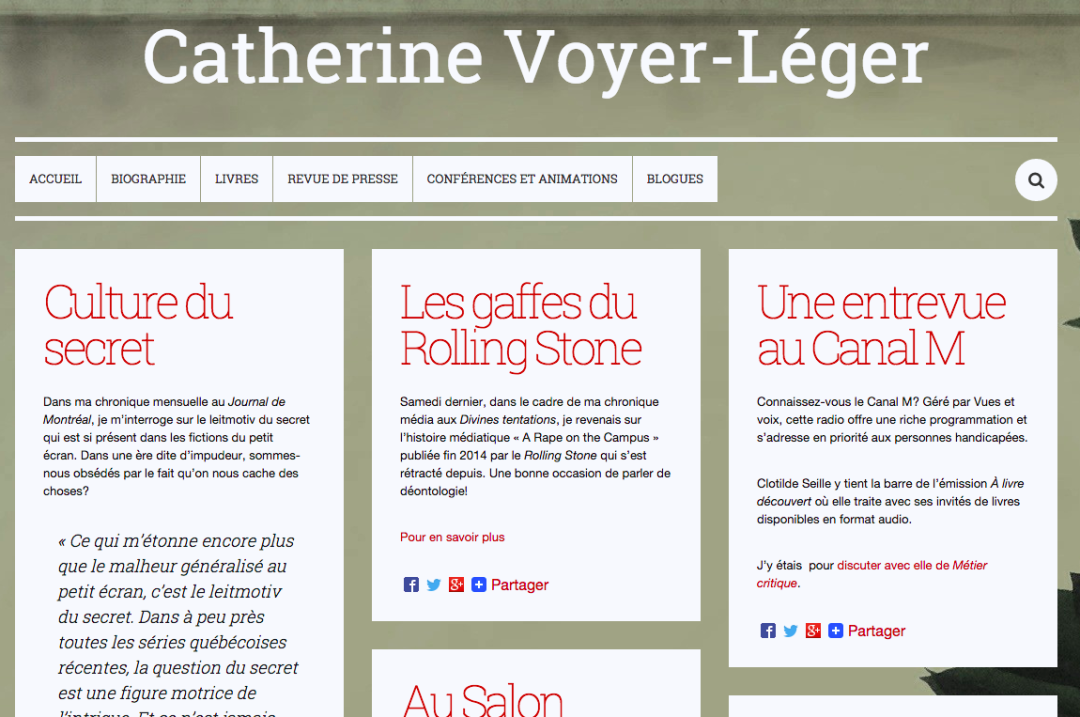 Catherine Voyer-Léger
ACCUEIL
BIOGRAPHIE
LIVRES
REVUE DE PRESSE
CONFÉRENCES ET ANIMATIONS
BLOGUES
Culture du
secret
Dans ma chronique mensuelle au Journal de
Montréal, je m'interroge sur le leitmotiv du secret
qui est si présent dans les fictions du petit
écran. Dans une ère dite d'impudeur, sommes-
nous obsédés par le fait qu'on nous cache des
choses?
« Ce qui m'étonne encore plus
que le malheur généralisé au
petit écran, c'est le leitmotiv
du secret. Dans à peu près
toutes les séries québécoises
récentes, la question du secret
est une figure motrice de
l'intrigue. Et ce n'est jamais
Les gaffes du
Rolling Stone
Samedi dernier, dans le cadre de ma chronique
média aux Divines tentations, je revenais sur
l'histoire médiatique « A Rape on the Campus »
publiée fin 2014 par le Rolling Stone qui s'est
rétracté depuis. Une bonne occasion de parler de
déontologie!
Pour en savoir plus
Partager
Au Salon
Une entrevue
au Canal M
Connaissez-vous le Canal M? Géré par Vues et
voix, cette radio offre une riche programmation et
s'adresse en priorité aux personnes handicapées.
Clotilde Seille y tient la barre de l'émission À livre
découvert où elle traite avec ses invités de livres
disponibles en format audio.
J'y étais  pour discuter avec elle de Métier
critique.
Partager